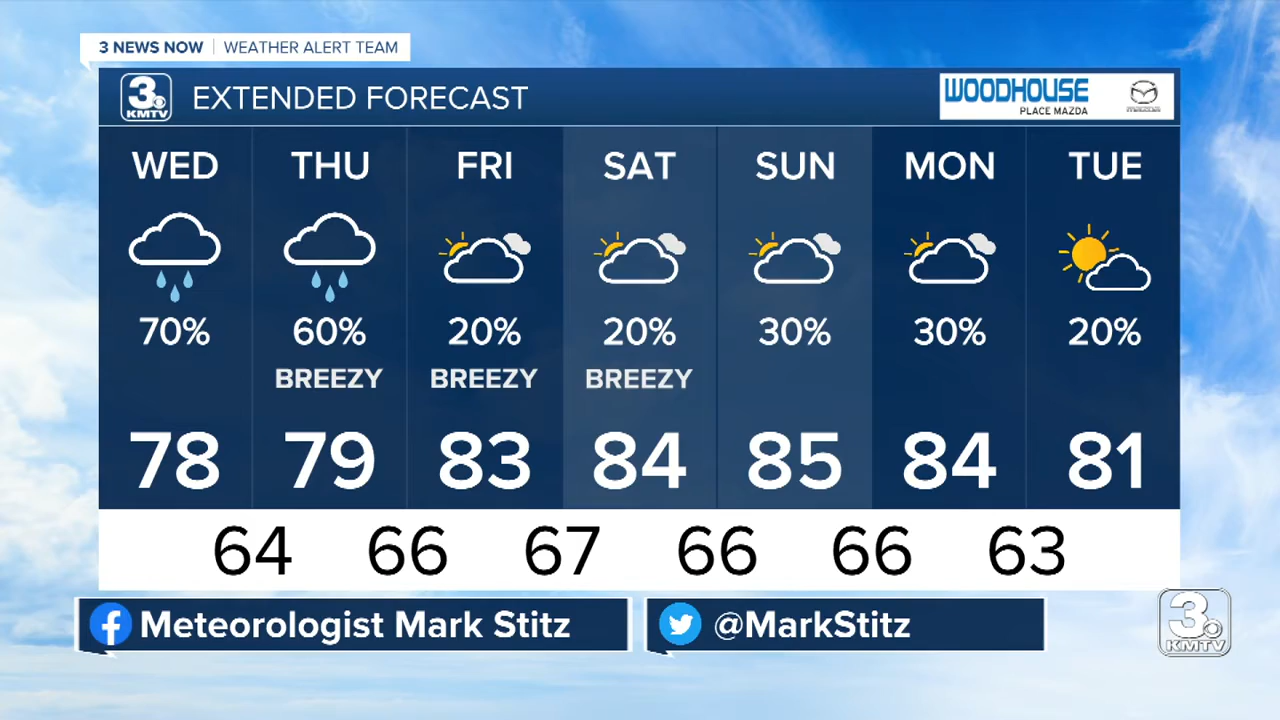 3 NEWS NOW | WEATHER ALERT TEAM
3 KMTV EXTENDED FORECAST
WOODHOUSE
PLACE MAZDA
mazda
WED THU FRI SAT SUN MON TUE
70% 60% 20% 20% 30% 30% 20%
BREEZY BREEZY BREEZY
78 79 83 84 85 84 81
64 66 67 66 66 63
Meteorologist Mark Stitz
@MarkStitz
3 KMTV